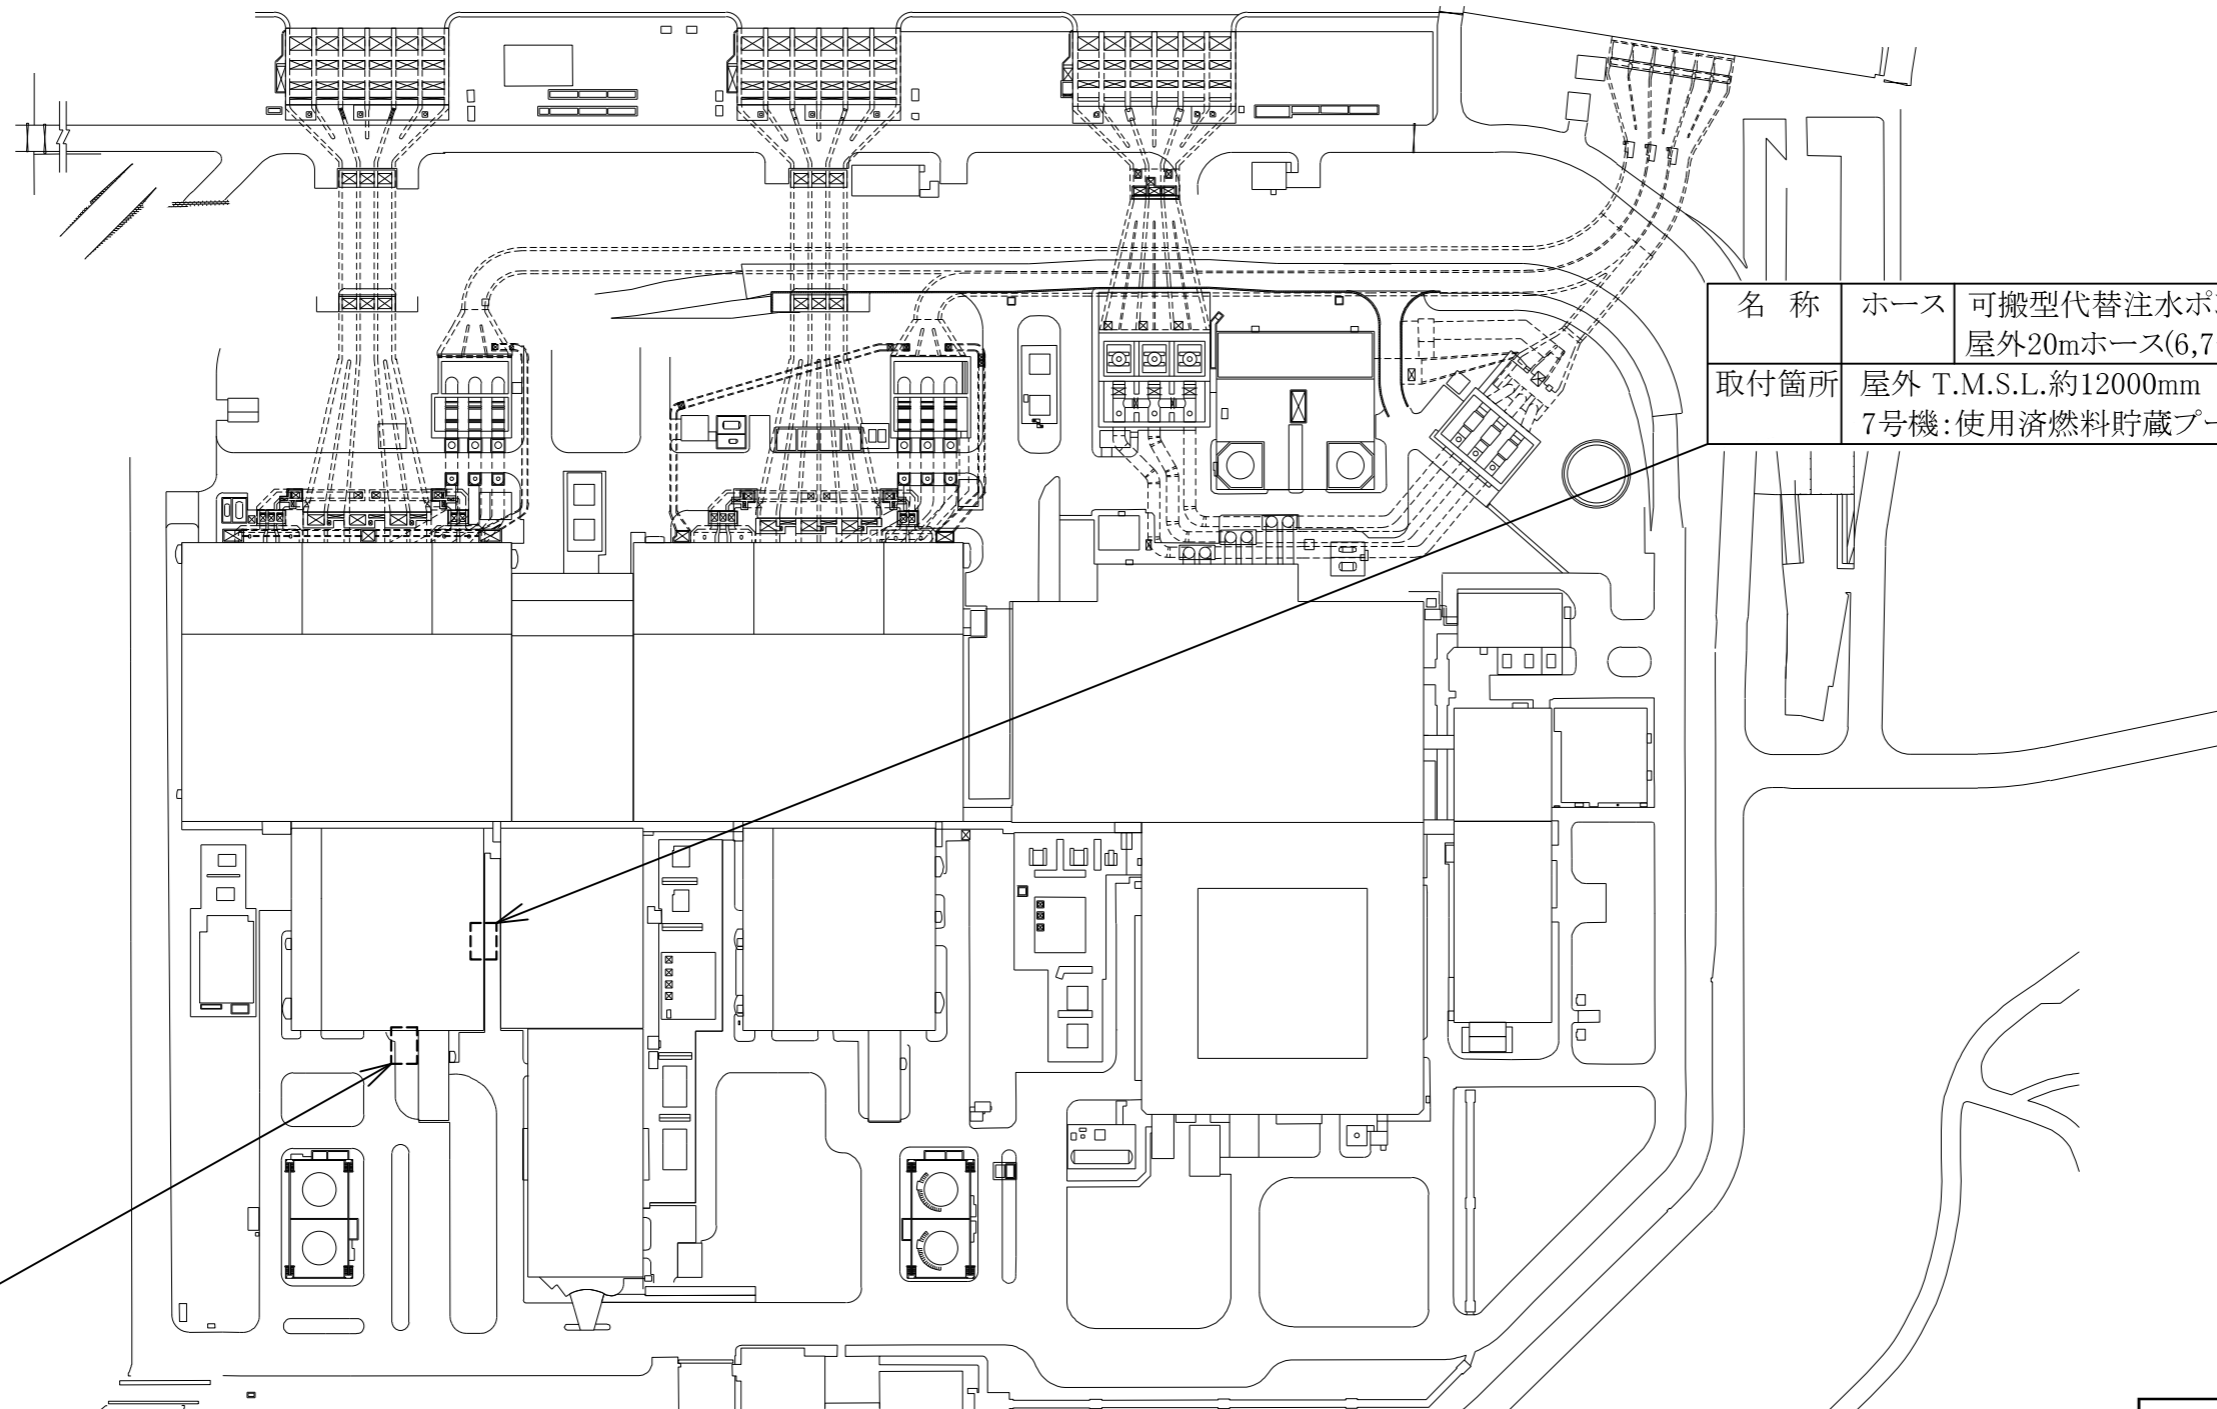 名 称 ホース 可搬型代替注水ポ
屋外20mホース(6,7
取付箇所 屋外 T.M.S.L.約12000mm
7号機:使用済燃料貯蔵プー